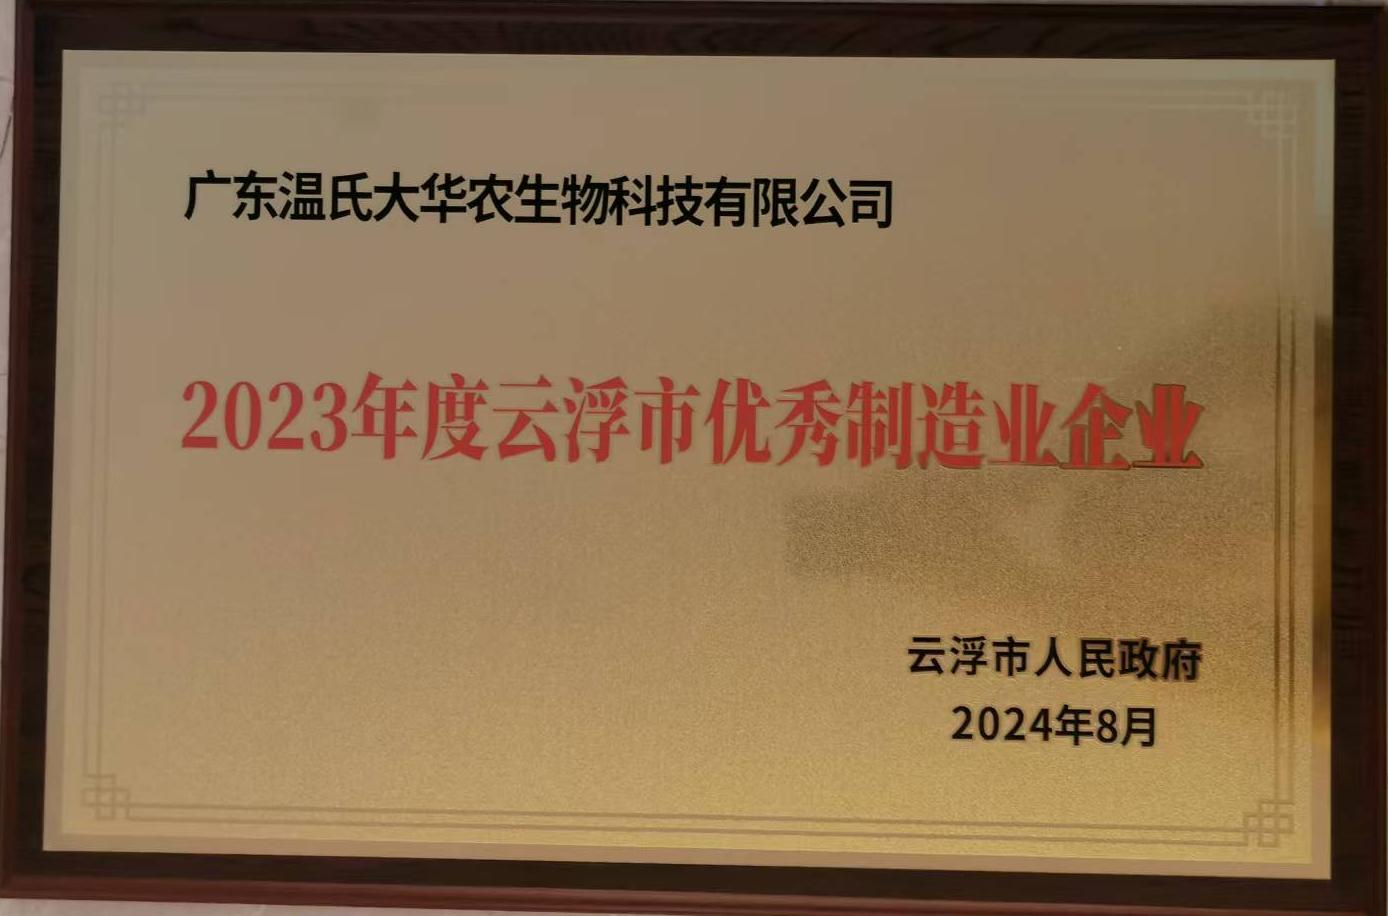 广东温氏大华农生物科技有限公司
2023年度云浮市优秀制造业企业
云浮市人民政府
2024年8月